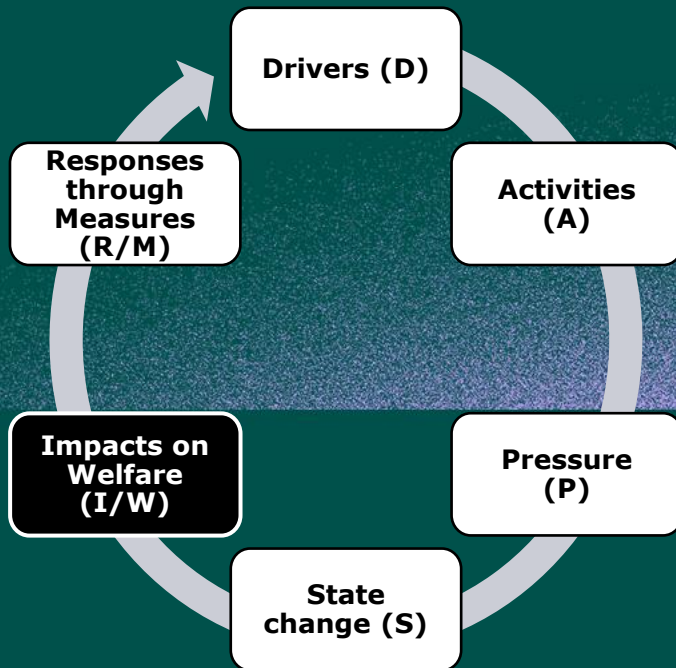 Drivers (D)
Activities
(A)
Pressure
(P)
State
change (S)
Impacts on
Welfare
(I/W)
Responses
through
Measures
(R/M)